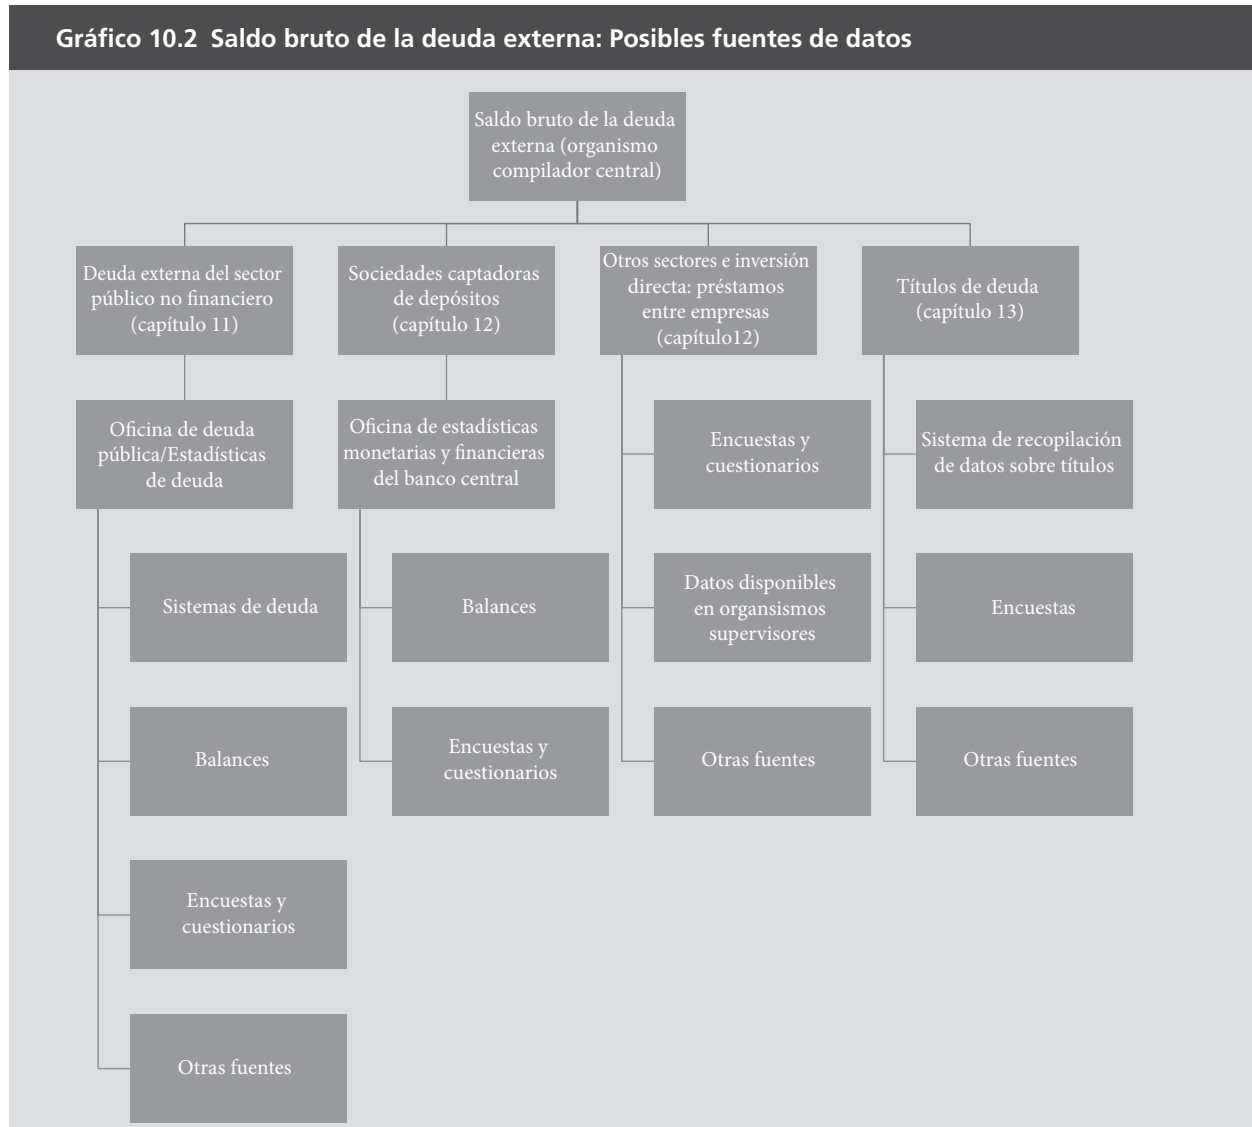 Gráfico 10.2 Saldo bruto de la deuda externa: Posibles fuentes de datos
Saldo bruto de la deuda
externa (organismo
compilador central)
Deuda externa del sector
público no financiero
(capítulo 11)
Sociedades captadoras
de depósitos
(capítulo 12)
Otros sectores e inversión
directa: préstamos
entre empresas
(capítulo12)
Títulos de deuda
(capítulo 13)
Oficina de deuda
pública/Estadísticas
de deuda
Oficina de estadísticas
monetarias y financieras
del banco central
Encuestas y
cuestionarios
Sistema de recopilación
de datos sobre títulos
Sistemas de deuda
Balances
Datos disponibles
en organsismos
supervisores
Encuestas
Balances
Encuestas y
cuestionarios
Otras fuentes
Otras fuentes
Encuestas y
cuestionarios
Otras fuentes